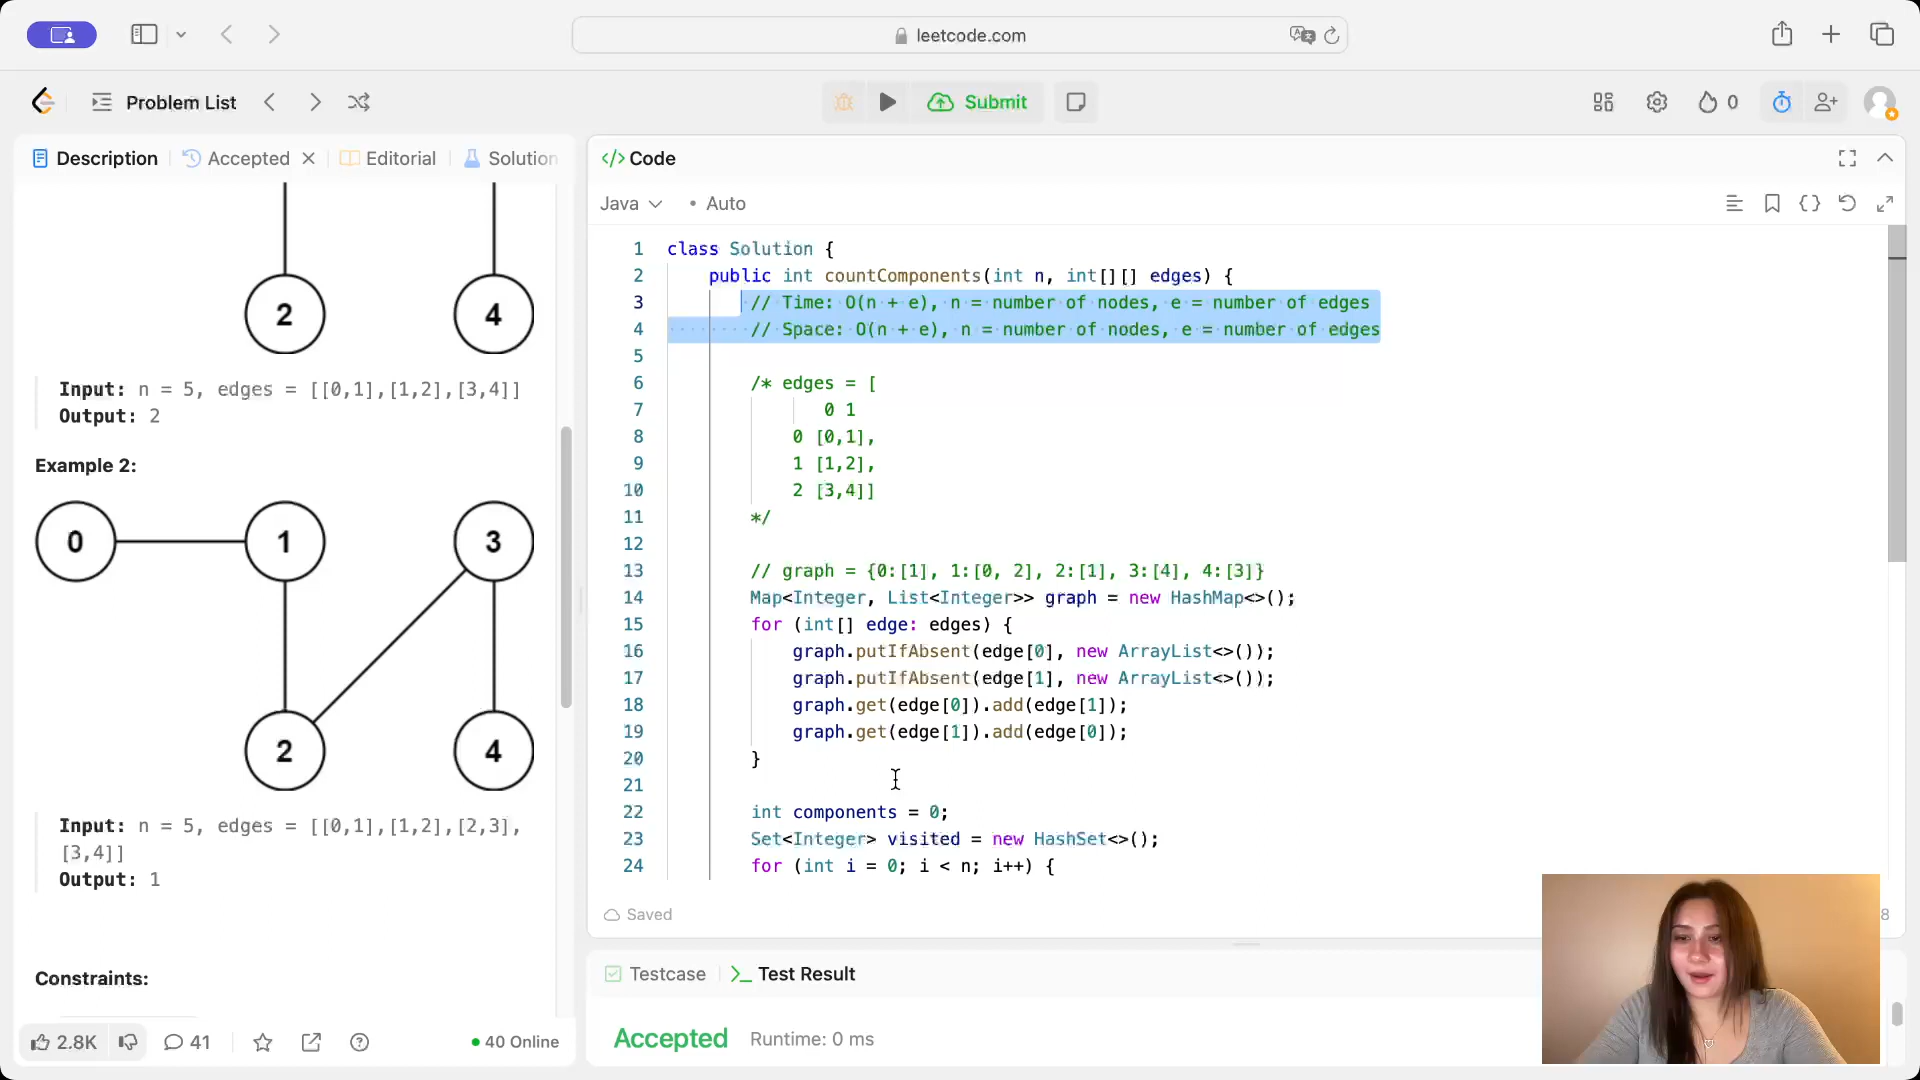 leetcode.com
Problem List
Submit
0
Description
Accepted
Editorial
Solution
2
4
Input: n = 5, edges = [[0,1],[1,2],[3,4]]
Output: 2
Example 2:
0
1
3
2
4
Input: n = 5, edges = [[0,1],[1,2],[2,3],
[3,4]]
Output: 1
Constraints:
2.8K
41
40 Online
</> Code
Java
• Auto
1 class Solution {
2 public int countComponents(int n, int[][] edges) {
3 // Time: O(n + e), n = number of nodes, e = number of edges
4 // Space: O(n + e), n = number of nodes, e = number of edges
5
6 /* edges = [
7 0 1
8 0 [0,1],
9 1 [1,2],
10 2 [3,4]]
11 */
12
13 // graph = {0:[1], 1:[0, 2], 2:[1], 3:[4], 4:[3]}
14 Map<Integer, List<Integer>> graph = new HashMap<>();
15 for (int[] edge: edges) {
16 graph.putIfAbsent(edge[0], new ArrayList<>());
17 graph.putIfAbsent(edge[1], new ArrayList<>());
18 graph.get(edge[0]).add(edge[1]);
19 graph.get(edge[1]).add(edge[0]);
20 }
21
22 int components = 0;
23 Set<Integer> visited = new HashSet<>();
24 for (int i = 0; i < n; i++) {
Saved
8
Testcase
>_ Test Result
Accepted
Runtime: 0 ms